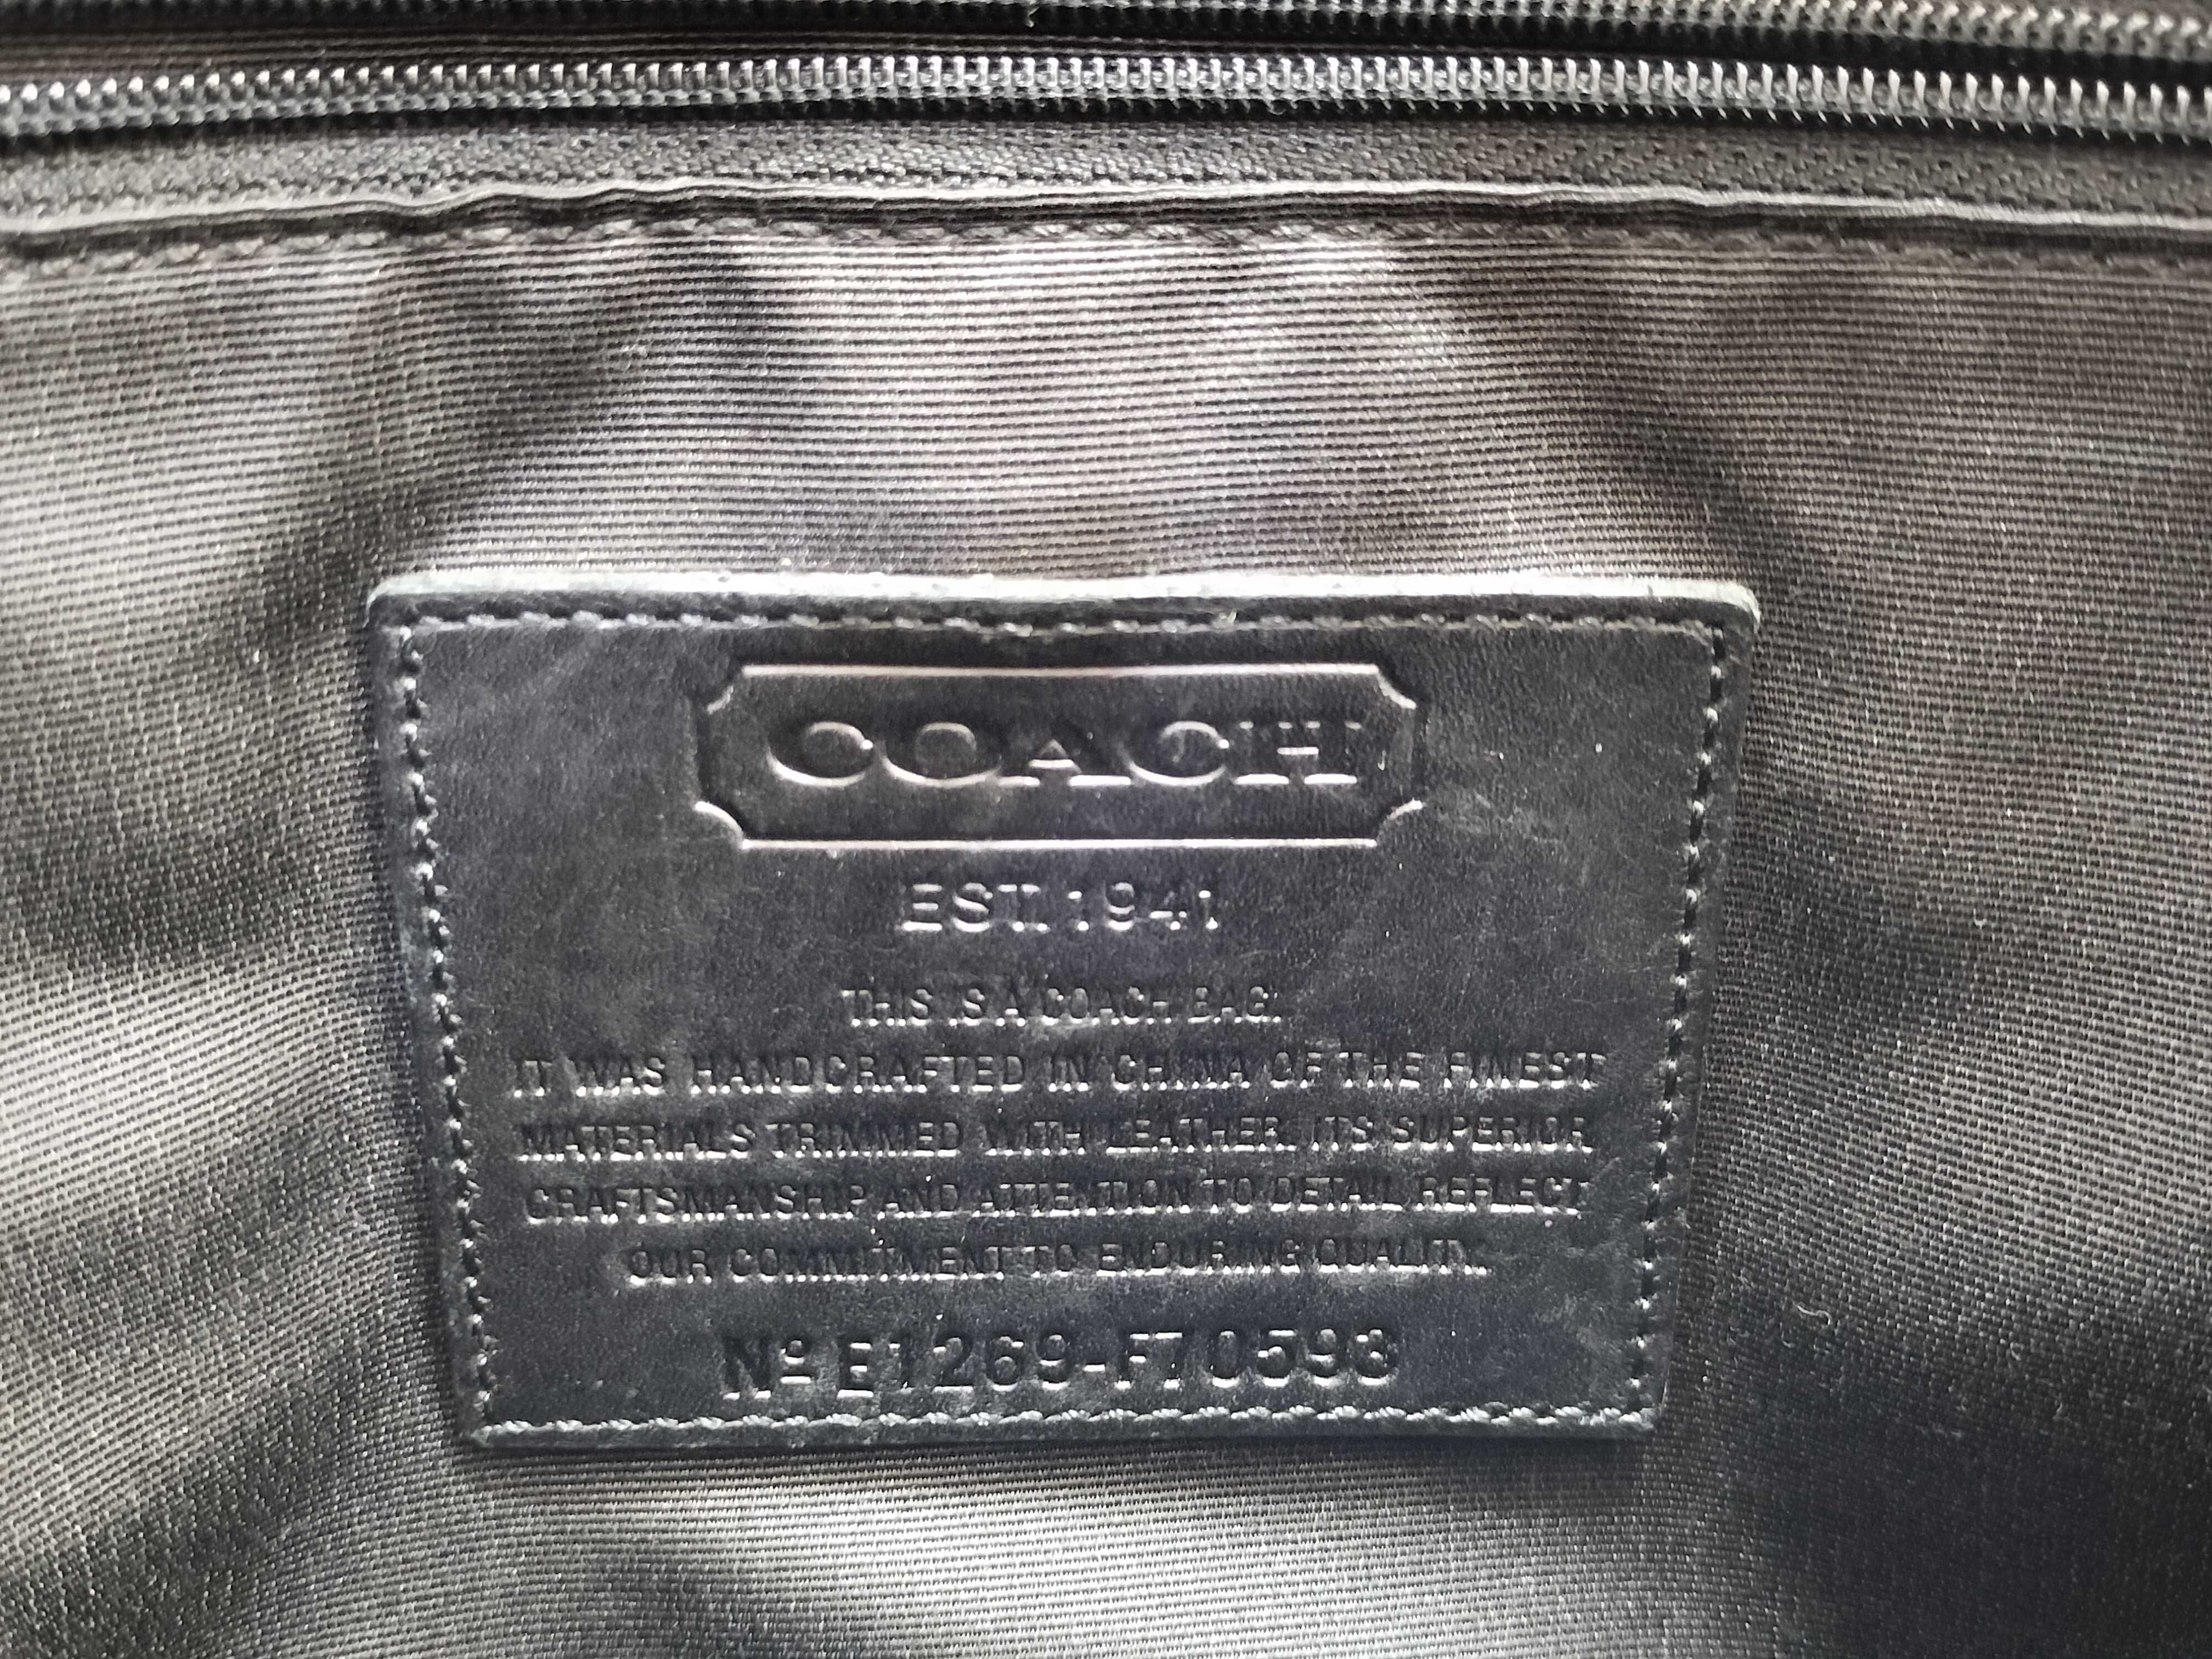 COACH
EST. 1941
THIS IS A COACH BAG.
IT WAS HANDCRAFTED IN CHINA OF THE FINEST
MATERIALS TRIMMED WITH LEATHER. ITS SUPERIOR
CRAFTSMANSHIP AND ATTENTION TO DETAIL REFLECT
OUR COMMITMENT TO ENDURING QUALITY.
Nº E1269-F70593